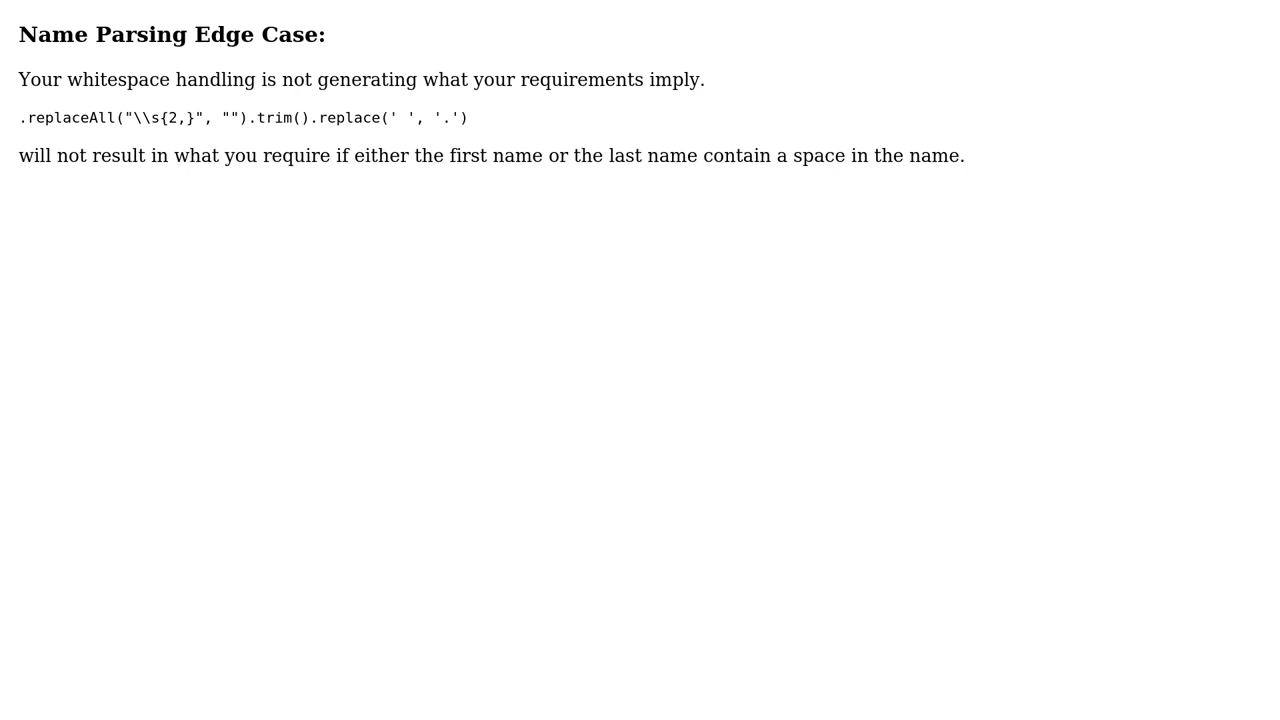 Name Parsing Edge Case:
Your whitespace handling is not generating what your requirements imply.
.replaceAll("\\s{2,}", "").trim().replace(' ', '.')
will not result in what you require if either the first name or the last name contain a space in the name.